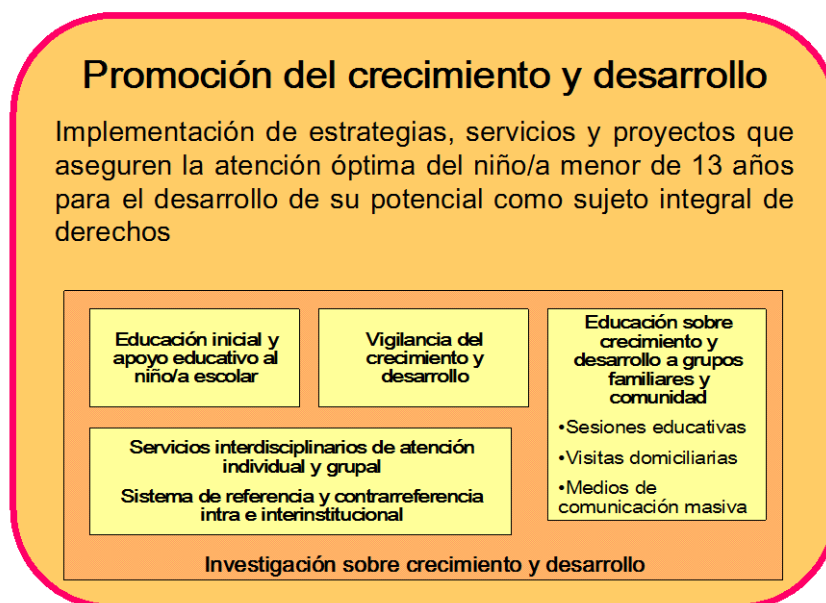 Promoción del crecimiento y desarrollo
Implementación de estrategias, servicios y proyectos que
aseguren la atención óptima del niño/a menor de 13 años
para el desarrollo de su potencial como sujeto integral de
derechos
Educación inicial y
apoyo educativo al
niño/a escolar
Vigilancia del
crecimiento y
desarrollo
Educación sobre
crecimiento y
desarrollo a grupos
familiares y
comunidad
•Sesiones educativas
•Visitas domiciliarias
•Medios de
comunicación masiva
Servicios interdisciplinarios de atención
individual y grupal
Sistema de referencia y contrarreferencia
intra e interinstitucional
Investigación sobre crecimiento y desarrollo